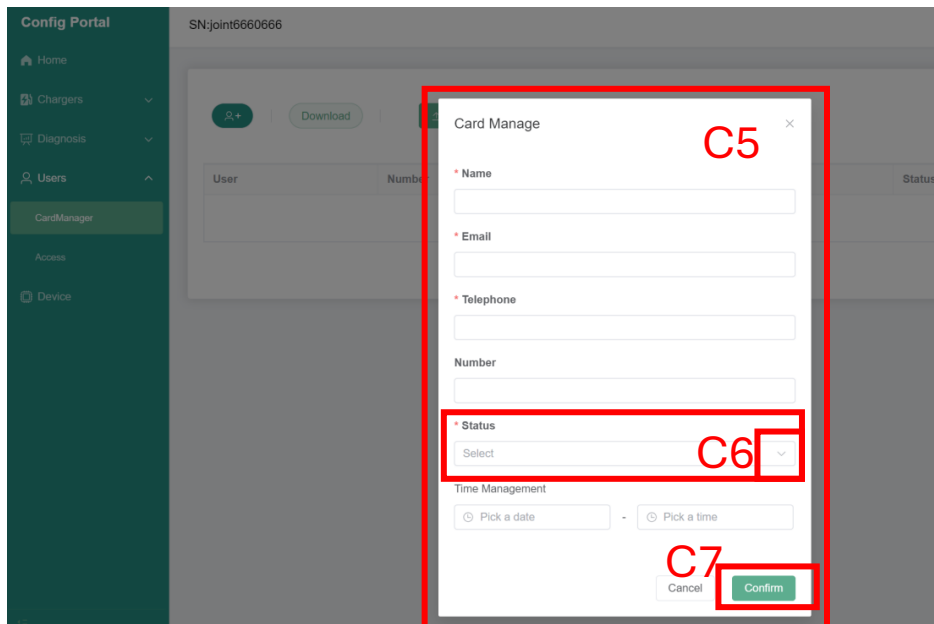 Config Portal
SN:joint6660666
Home
Chargers
Download
Diagnosis
Users
User
Number
Status
CardManager
Access
Device
Card Manage
C5
* Name
* Email
* Telephone
Number
* Status
Select
C6
Time Management
Pick a date - Pick a time
C7
Cancel
Confirm